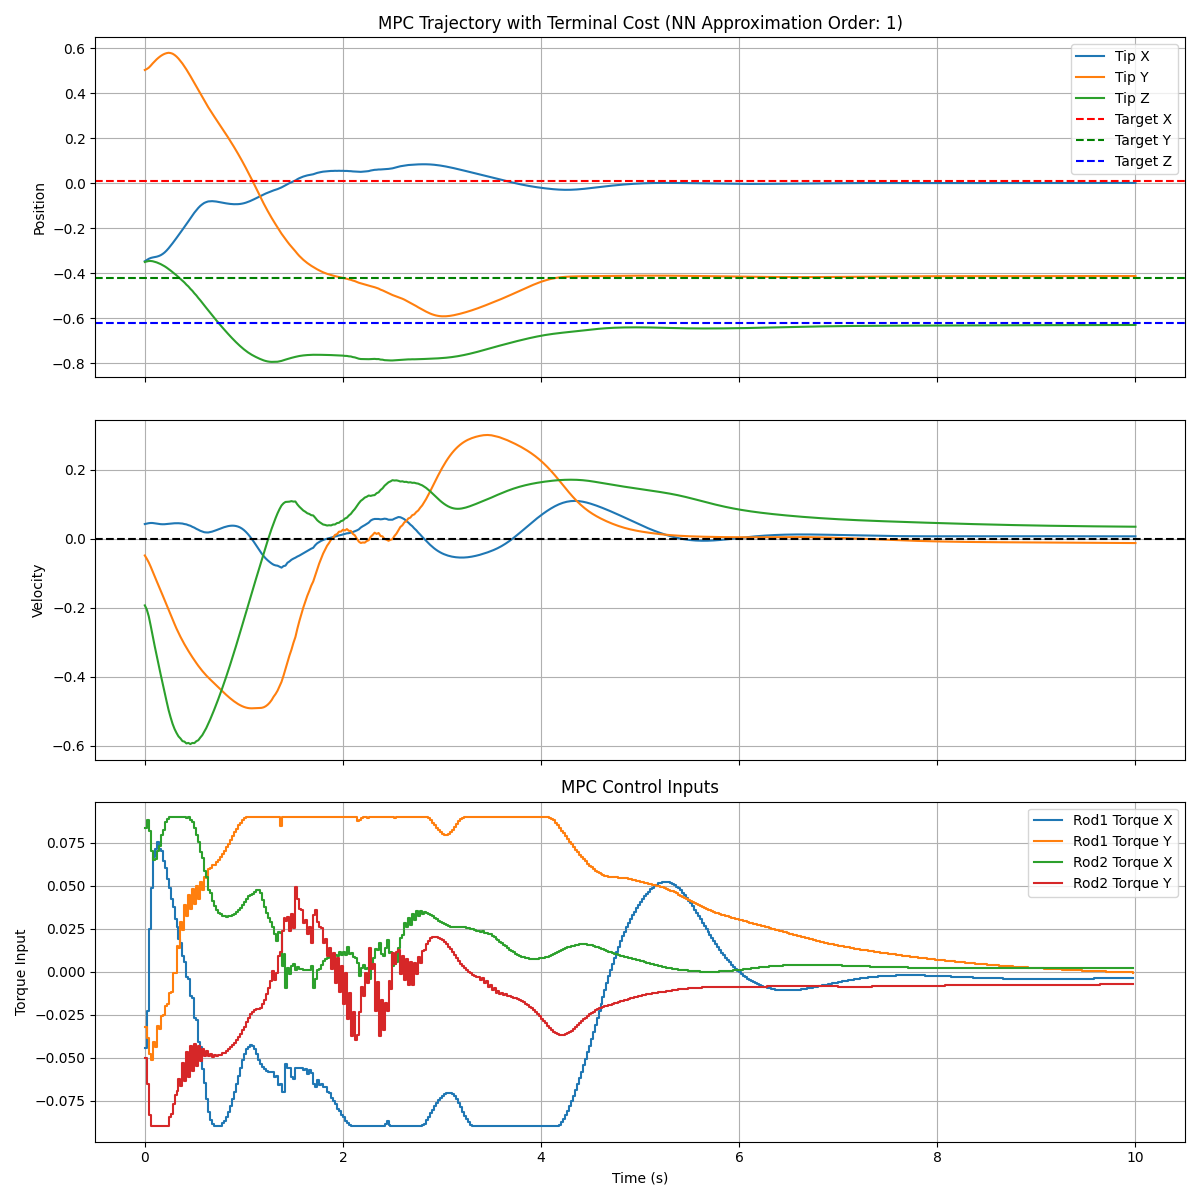 MPC Trajectory with Terminal Cost (NN Approximation Order: 1)
0.6
0.4
0.2
0.0
−0.2
−0.4
−0.6
−0.8
Position
Tip X
Tip Y
Tip Z
Target X
Target Y
Target Z
0.2
0.0
−0.2
−0.4
−0.6
Velocity
MPC Control Inputs
0.075
0.050
0.025
0.000
−0.025
−0.050
−0.075
Torque Input
Rod1 Torque X
Rod1 Torque Y
Rod2 Torque X
Rod2 Torque Y
0 2 4 6 8 10
Time (s)